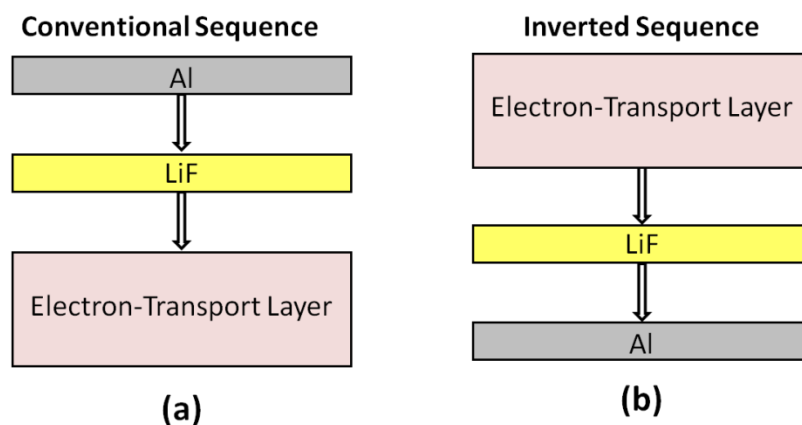 Conventional Sequence
Al
LiF
Electron-Transport Layer
(a)
Inverted Sequence
Electron-Transport Layer
LiF
Al
(b)